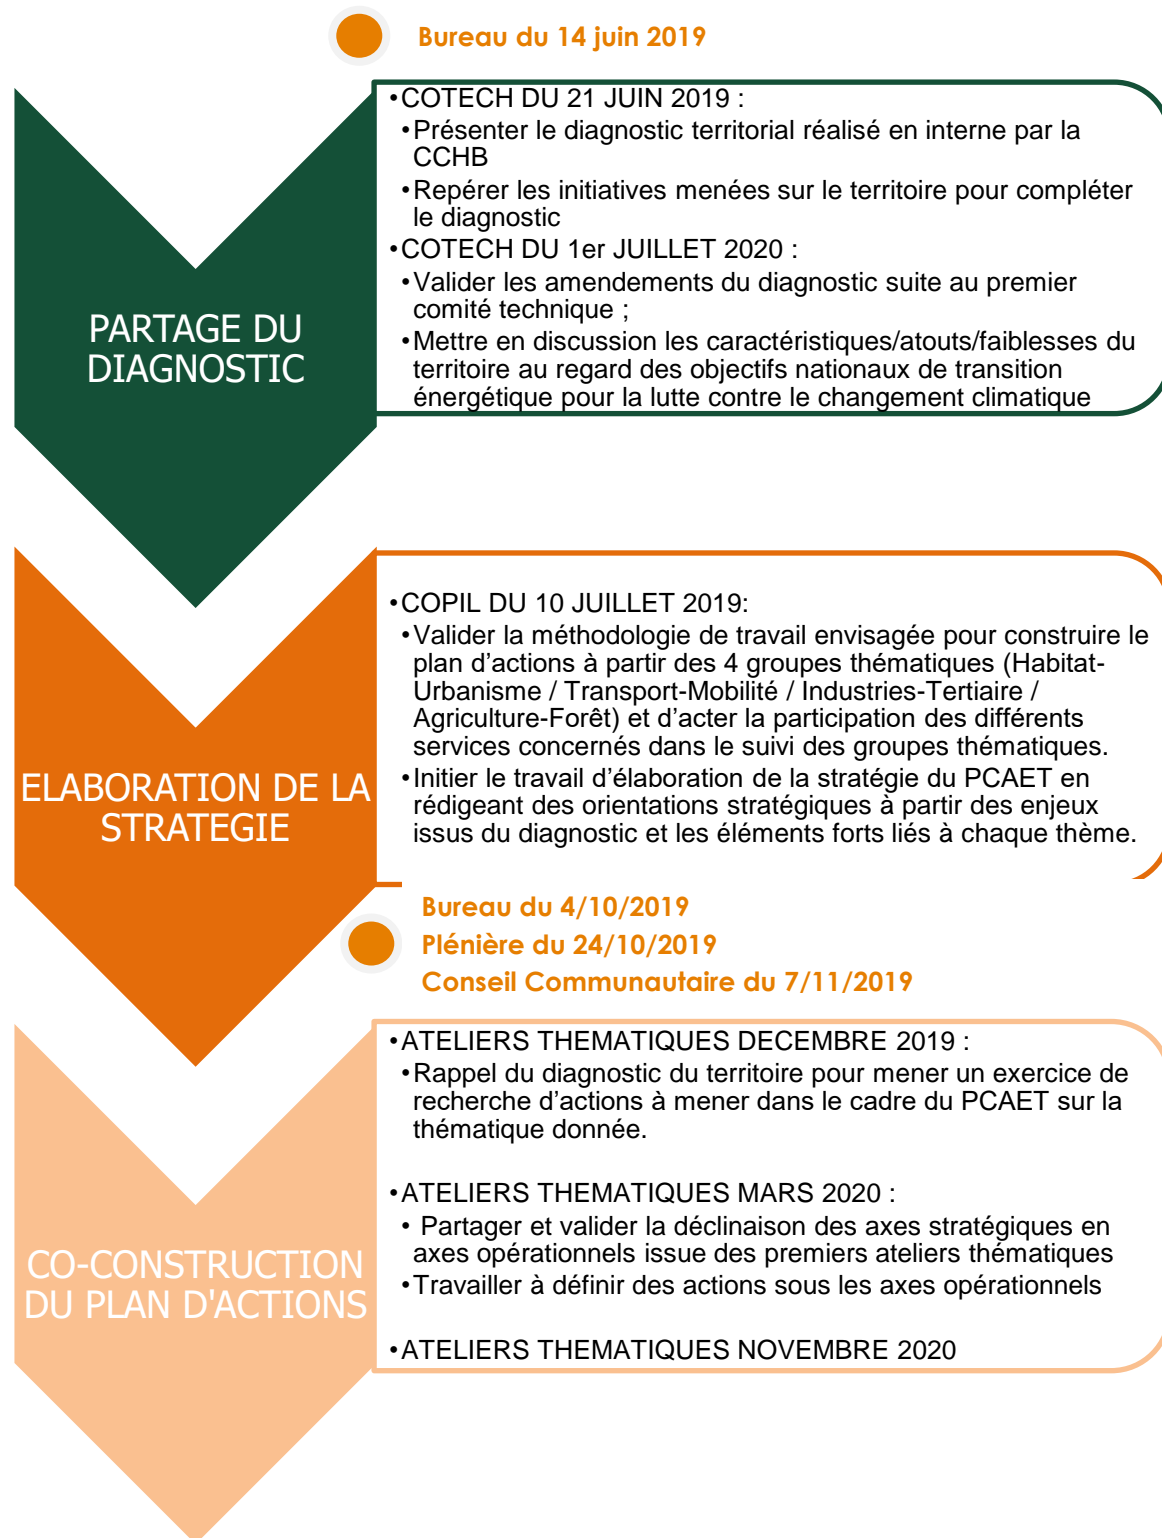 Bureau du 14 juin 2019
PARTAGE DU
DIAGNOSTIC
•COTECH DU 21 JUIN 2019 :
•Présenter le diagnostic territorial réalisé en interne par la
CCHB
•Repérer les initiatives menées sur le territoire pour compléter
le diagnostic
•COTECH DU 1er JUILLET 2020 :
•Valider les amendements du diagnostic suite au premier
comité technique ;
•Mettre en discussion les caractéristiques/atouts/faiblesses du
territoire au regard des objectifs nationaux de transition
énergétique pour la lutte contre le changement climatique
ELABORATION DE LA
STRATEGIE
•COPIL DU 10 JUILLET 2019:
•Valider la méthodologie de travail envisagée pour construire le
plan d’actions à partir des 4 groupes thématiques (Habitat-
Urbanisme / Transport-Mobilité / Industries-Tertiaire /
Agriculture-Forêt) et d’acter la participation des différents
services concernés dans le suivi des groupes thématiques.
•Initier le travail d’élaboration de la stratégie du PCAET en
rédigeant des orientations stratégiques à partir des enjeux
issus du diagnostic et les éléments forts liés à chaque thème.
Bureau du 4/10/2019
Plénière du 24/10/2019
Conseil Communautaire du 7/11/2019
CO-CONSTRUCTION
DU PLAN D'ACTIONS
•ATELIERS THEMATIQUES DECEMBRE 2019 :
•Rappel du diagnostic du territoire pour mener un exercice de
recherche d’actions à mener dans le cadre du PCAET sur la
thématique donnée.
•ATELIERS THEMATIQUES MARS 2020 :
• Partager et valider la déclinaison des axes stratégiques en
axes opérationnels issue des premiers ateliers thématiques
•Travailler à définir des actions sous les axes opérationnels
•ATELIERS THEMATIQUES NOVEMBRE 2020